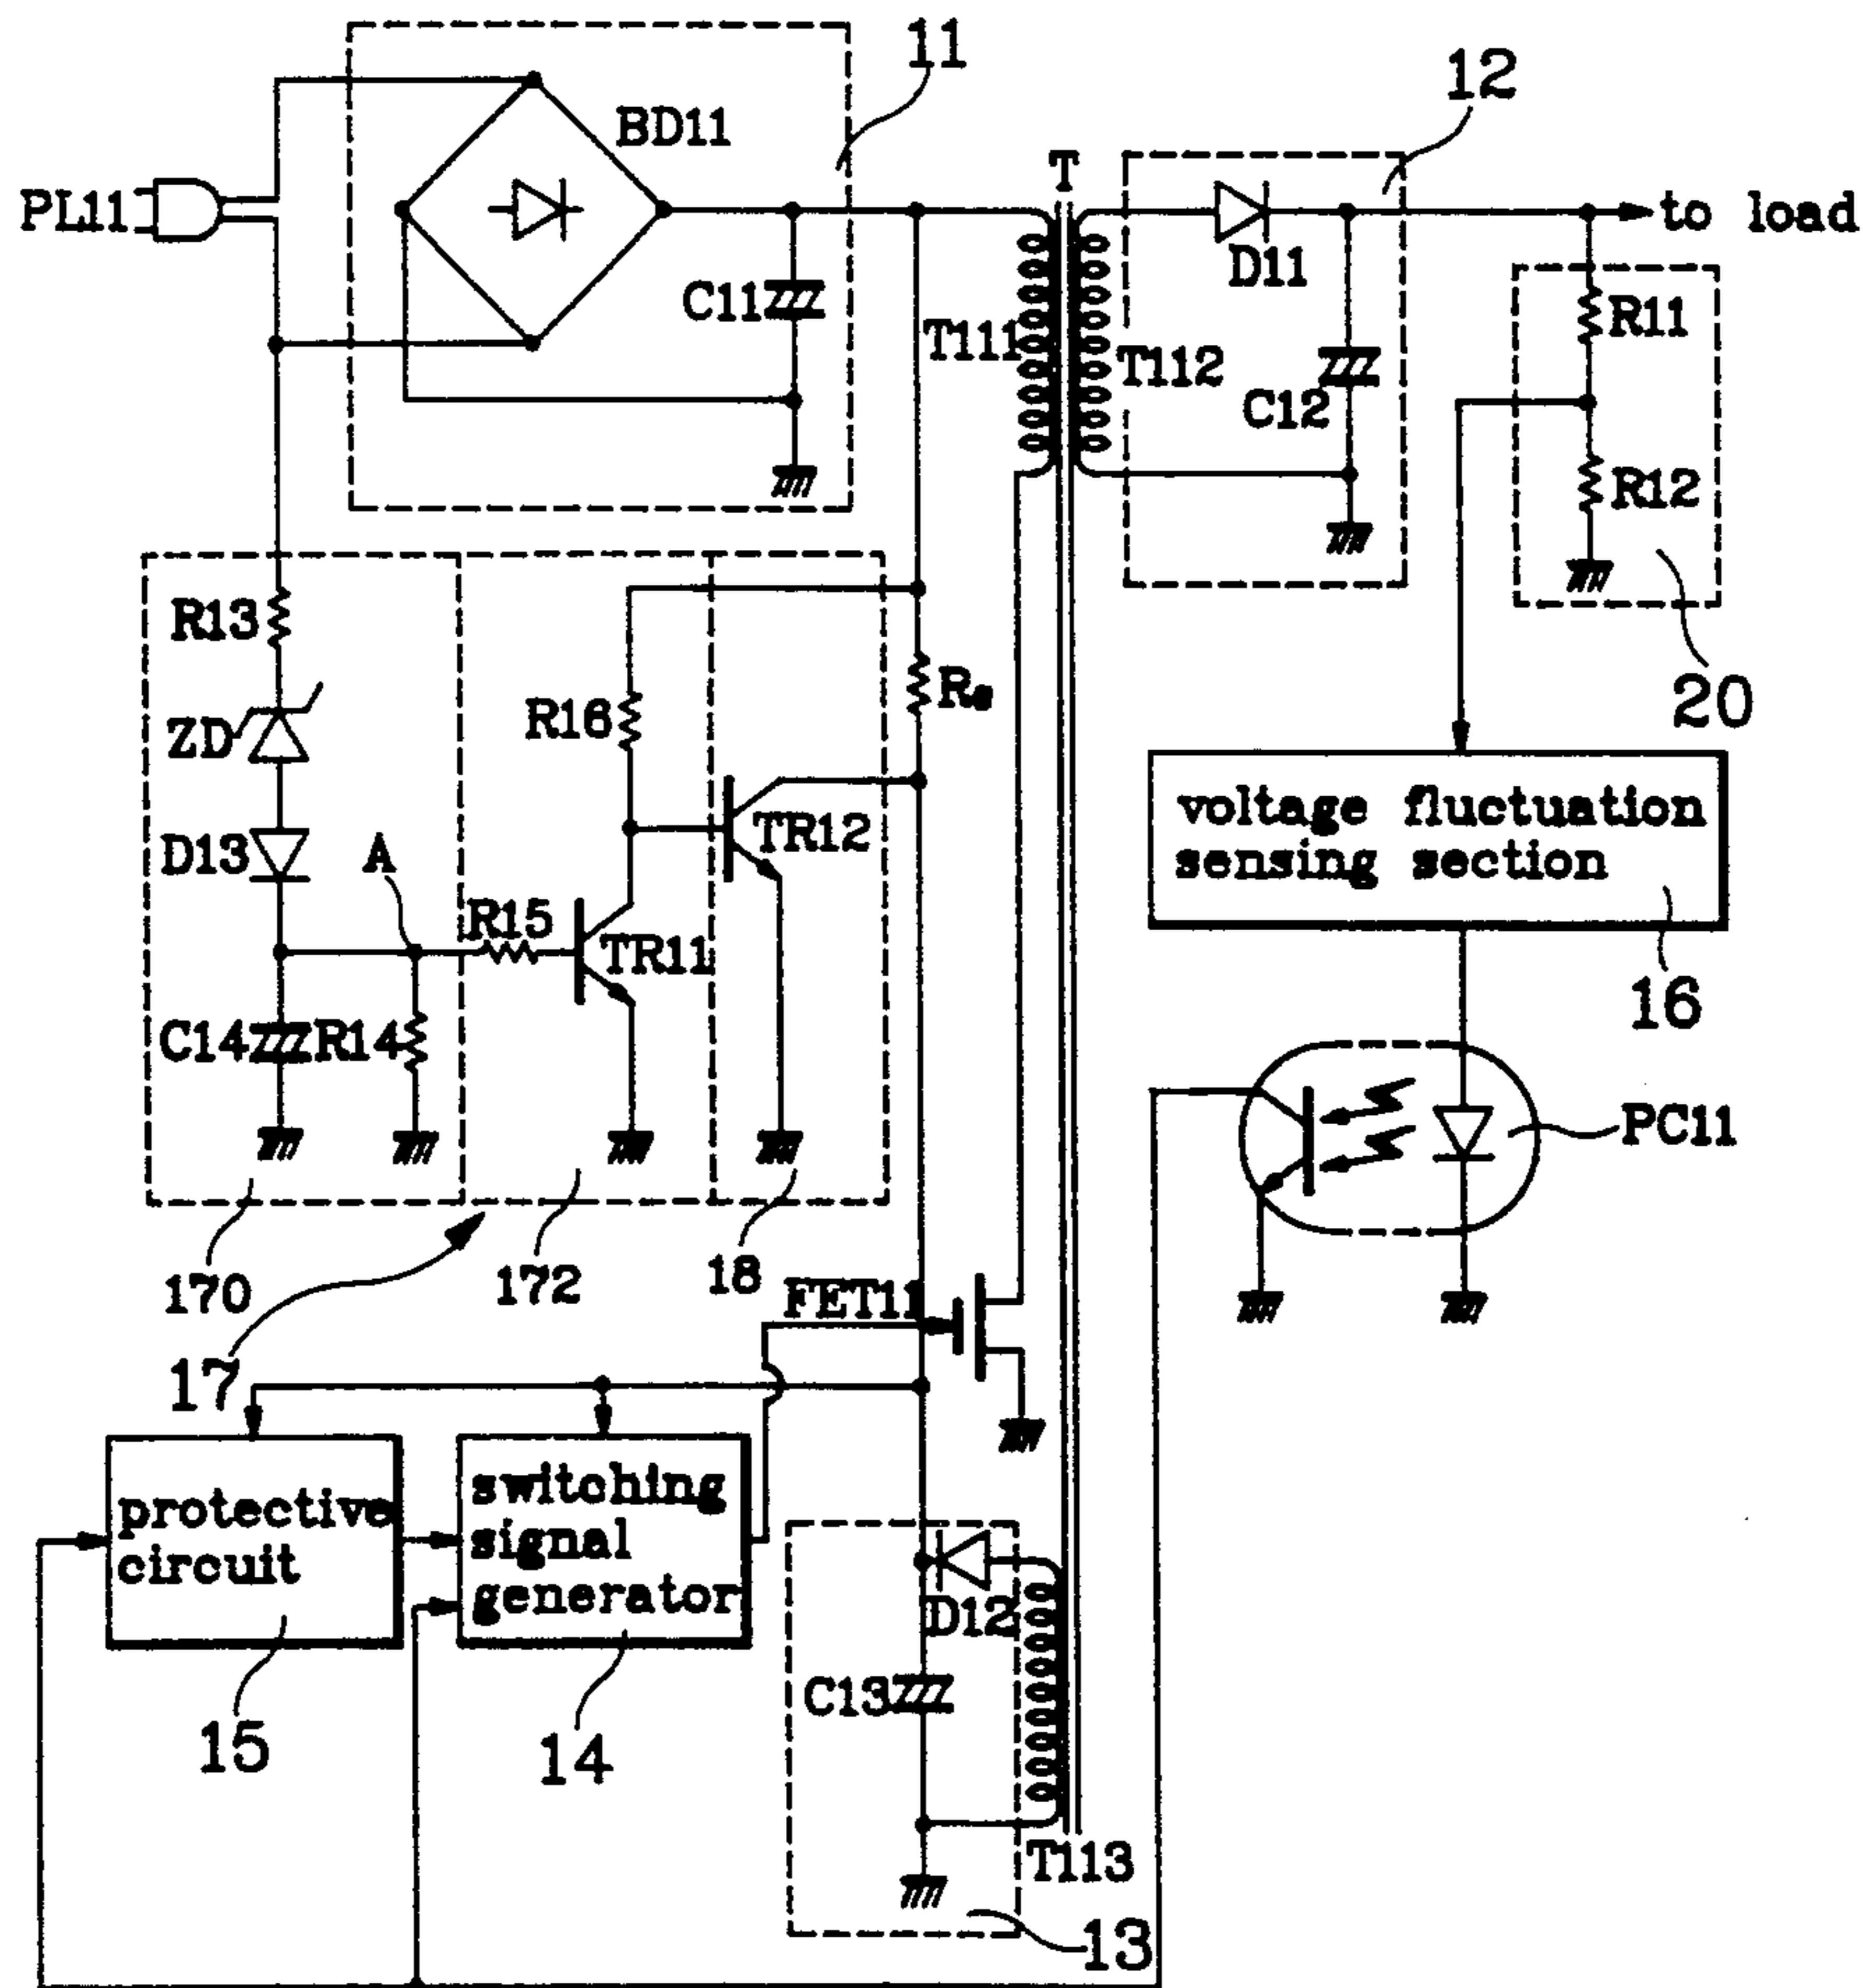 11
12
BD11
T
PL11
to load
D11
C11
R11
T111
T112
C12
R12
R13
R16
Rs
20
ZD
voltage fluctuation
sensing section
D13
A
TR12
R15
TR11
16
C14
R14
PC11
170
172
18
FET11
17
protective
circuit
switching
signal
generator
D12
C13
15
14
T113
13